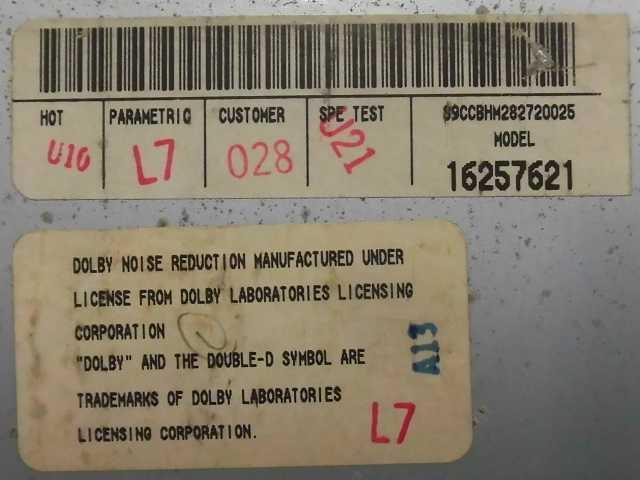 HOT PARAMETRIC CUSTOMER SPE TEST
U10 L7 028 J21
99CCBHM282720025
MODEL
16257621
DOLBY NOISE REDUCTION MANUFACTURED UNDER
LICENSE FROM DOLBY LABORATORIES LICENSING
CORPORATION
"DOLBY" AND THE DOUBLE-D SYMBOL ARE
TRADEMARKS OF DOLBY LABORATORIES
LICENSING CORPORATION.
A13
L7